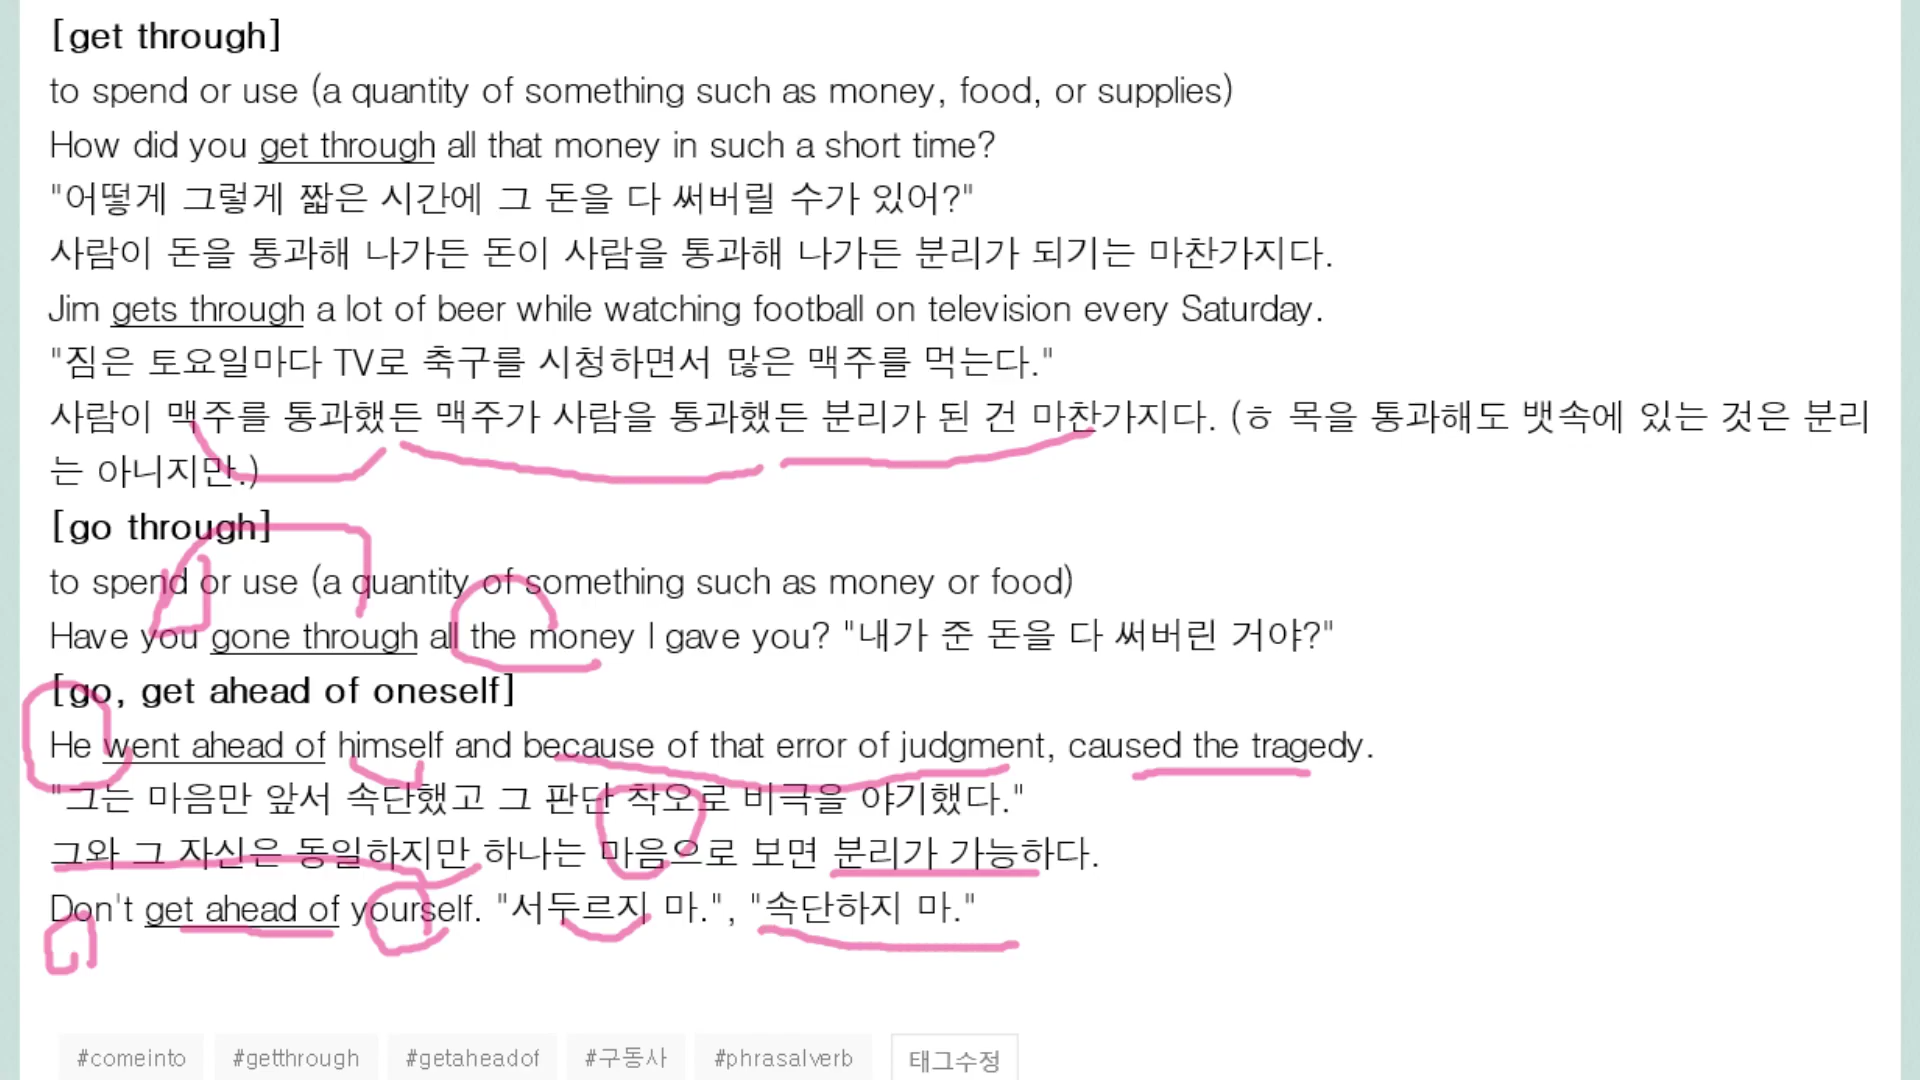 [get through]
to spend or use (a quantity of something such as money, food, or supplies)
How did you get through all that money in such a short time?
"어떻게 그렇게 짧은 시간에 그 돈을 다 써버릴 수가 있어?"
사람이 돈을 통과해 나가든 돈이 사람을 통과해 나가든 분리가 되기는 마찬가지다.
Jim gets through a lot of beer while watching football on television every Saturday.
"짐은 토요일마다 TV로 축구를 시청하면서 많은 맥주를 먹는다."
사람이 맥주를 통과했든 맥주가 사람을 통과했든 분리가 된 건 마찬가지다. (ㅎ 목을 통과해도 뱃속에 있는 것은 분리
는 아니지만.)
[go through]
to spend or use (a quantity of something such as money or food)
Have you gone through all the money I gave you? "내가 준 돈을 다 써버린 거야?"
[go, get ahead of oneself]
He went ahead of himself and because of that error of judgment, caused the tragedy.
"그는 마음만 앞서 속단했고 그 판단 착오로 비극을 야기했다."
그와 그 자신은 동일하지만 하나는 마음으로 보면 분리가 가능하다.
Don't get ahead of yourself. "서두르지 마.", "속단하지 마."
#comeinto #getthrough #getaheadof #구동사 #phrasalverb 태그수정